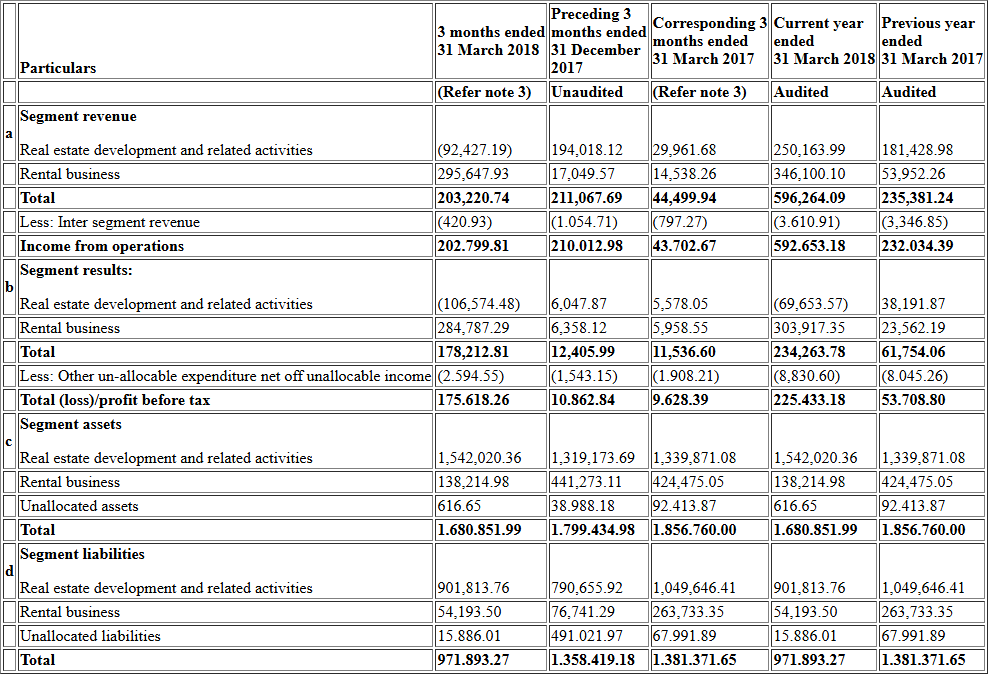 Particulars 3 months ended 31 March 2018 Preceding 3 months ended 31 December 2017 Corresponding 3 months ended 31 March 2017 Current year ended 31 March 2018 Previous year ended 31 March 2017
(Refer note 3) Unaudited (Refer note 3) Audited Audited
a Segment revenue
Real estate development and related activities (92,427.19) 194,018.12 29,961.68 250,163.99 181,428.98
Rental business 295,647.93 17,049.57 14,538.26 346,100.10 53,952.26
Total 203,220.74 211,067.69 44,499.94 596,264.09 235,381.24
Less: Inter segment revenue (420.93) (1.054.71) (797.27) (3.610.91) (3,346.85)
Income from operations 202.799.81 210.012.98 43.702.67 592.653.18 232.034.39
b Segment results:
Real estate development and related activities (106,574.48) 6,047.87 5,578.05 (69,653.57) 38,191.87
Rental business 284,787.29 6,358.12 5,958.55 303,917.35 23,562.19
Total 178,212.81 12,405.99 11,536.60 234,263.78 61,754.06
Less: Other un-allocable expenditure net off unallocable income (2.594.55) (1,543.15) (1.908.21) (8,830.60) (8.045.26)
Total (loss)/profit before tax 175.618.26 10.862.84 9.628.39 225.433.18 53.708.80
c Segment assets
Real estate development and related activities 1,542,020.36 1,319,173.69 1,339,871.08 1,542,020.36 1,339,871.08
Rental business 138,214.98 441,273.11 424,475.05 138,214.98 424,475.05
Unallocated assets 616.65 38.988.18 92.413.87 616.65 92.413.87
Total 1.680.851.99 1.799.434.98 1.856.760.00 1.680.851.99 1.856.760.00
d Segment liabilities
Real estate development and related activities 901,813.76 790,655.92 1,049,646.41 901,813.76 1,049,646.41
Rental business 54,193.50 76,741.29 263,733.35 54,193.50 263,733.35
Unallocated liabilities 15.886.01 491.021.97 67.991.89 15.886.01 67.991.89
Total 971.893.27 1.358.419.18 1.381.371.65 971.893.27 1.381.371.65